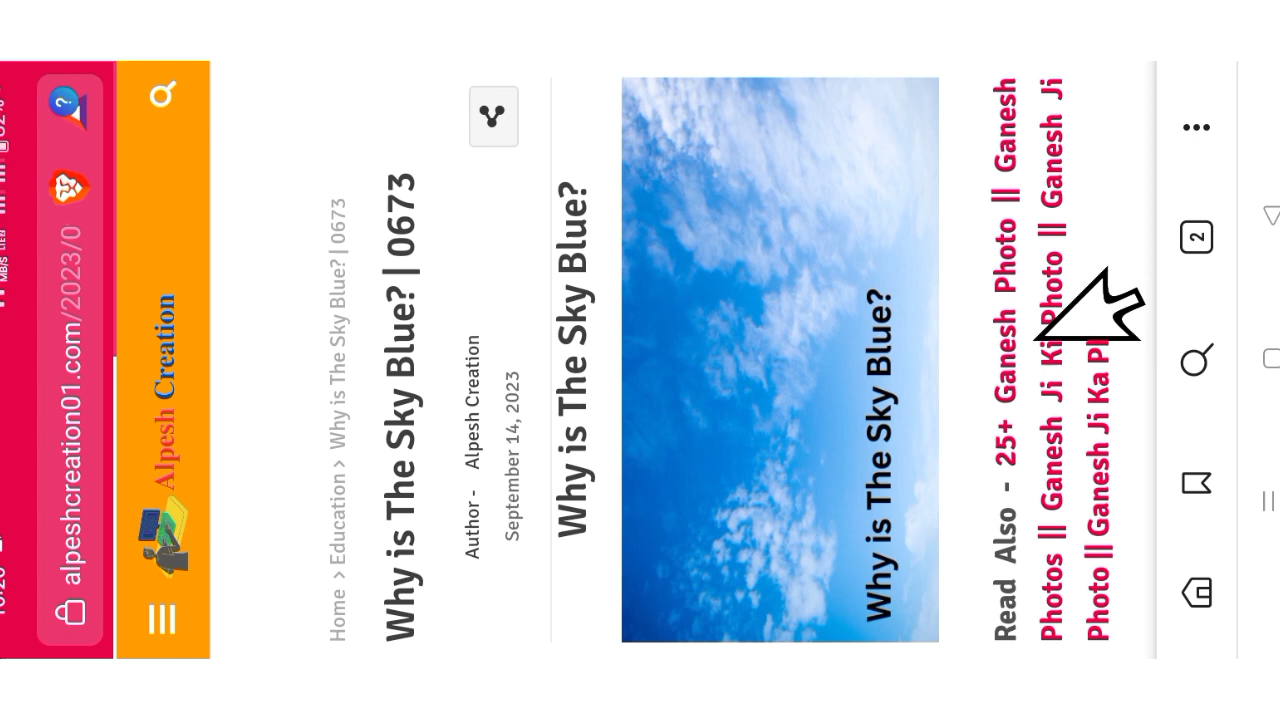 alpeshcreation01.com/2023/0
Alpesh Creation
Home > Education > Why is The Sky Blue? | 0673
Why is The Sky Blue? | 0673
Author - Alpesh Creation
September 14, 2023
Why is The Sky Blue?
Why is The Sky Blue?
Read Also - 25+ Ganesh Photo || Ganesh
Photos || Ganesh Ji Ki Photo || Ganesh Ji
Photo || Ganesh Ji Ka
2